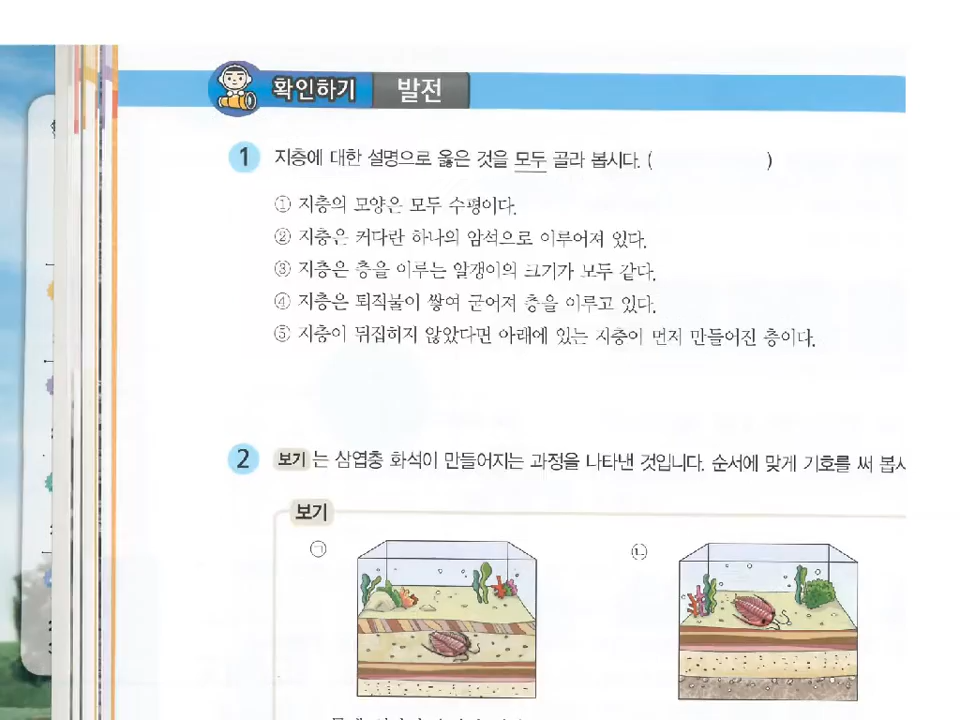 확인하기 발전
1 지층에 대한 설명으로 옳은 것을 모두 골라 봅시다. ( )
① 지층의 모양은 모두 수평이다.
② 지층은 커다란 하나의 암석으로 이루어져 있다.
③ 지층은 층을 이루는 알갱이의 크기가 모두 같다.
④ 지층은 퇴적물이 쌓여 굳어져 층을 이루고 있다.
⑤ 지층이 뒤집히지 않았다면 아래에 있는 지층이 먼저 만들어진 층이다.
2 보기 는 삼엽충 화석이 만들어지는 과정을 나타낸 것입니다. 순서에 맞게 기호를 써
보기
㉠ ㉡